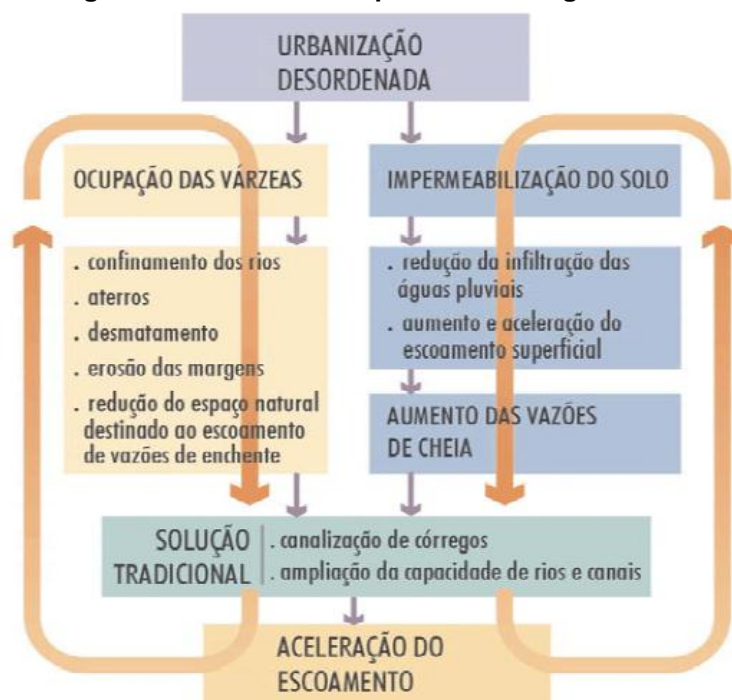 URBANIZAÇÃO
DESORDENADA
OCUPAÇÃO DAS VÁRZEAS
. confinamento dos rios
. aterros
. desmatamento
. erosão das margens
. redução do espaço natural
destinado ao escoamento
de vazões de enchente
IMPERMEABILIZAÇÃO DO SOLO
. redução da infiltração das
águas pluviais
. aumento e aceleração do
escoamento superficial
AUMENTO DAS VAZÕES
DE CHEIA
SOLUÇÃO
TRADICIONAL
. canalização de córregos
. ampliação da capacidade de rios e canais
ACELERAÇÃO DO
ESCOAMENTO